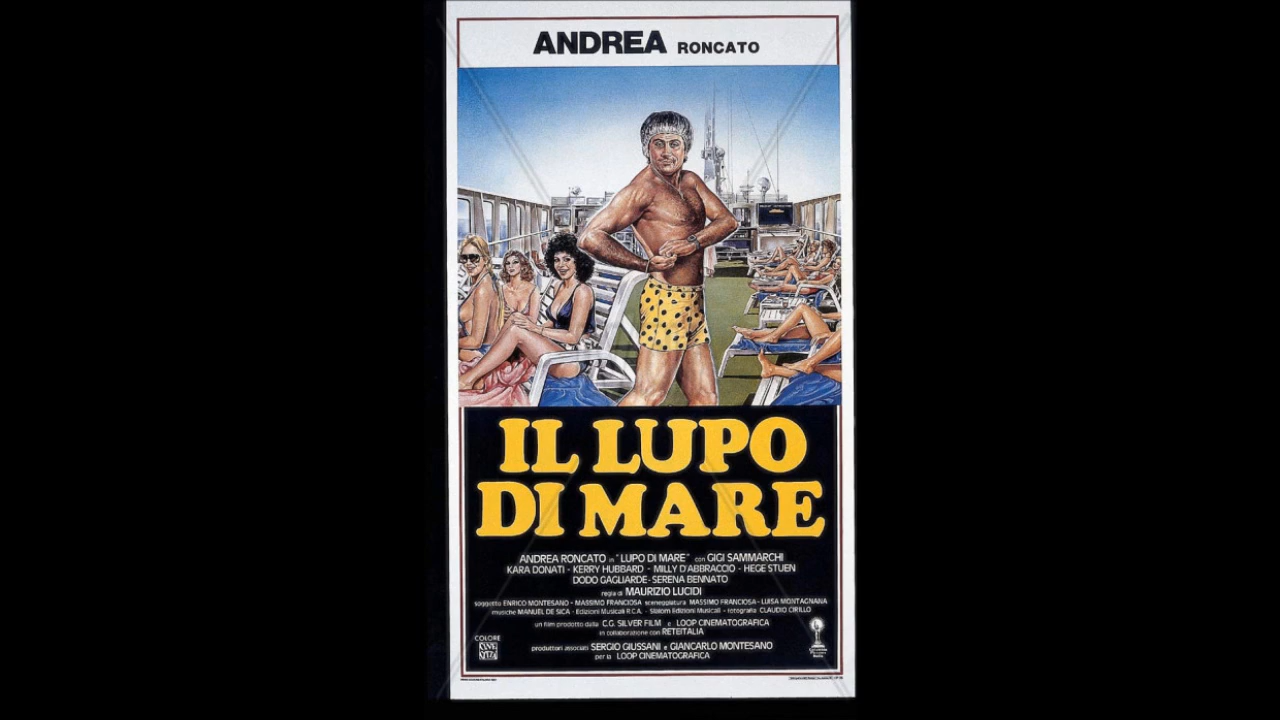 ANDREA RONCATO
IL LUPO
DI MARE
ANDREA RONCATO in "LUPO DI MARE" con GIGI SAMMARCHI
KARA DONATI - KERRY HUBBARD - MILLY D'ABBRACCIO - HEGE STUEN
DODO GAGLIARDE-SERENA BENNATO
regia di MAURIZIO LUCIDI
soggetto ENRICO MONTESANO - MASSIMO FRANCIOSA sceneggiatura MASSIMO FRANCIOSA - LUISA MONTAGNANA
musiche MANUEL DE SICA - Edizioni Musicali R.C.A. - Slalom Edizioni Musicali - fotografia CLAUDIO CIRILLO
un film prodotto dalla C.G. SILVER FILM e LOOP CINEMATOGRAFICA
in collaborazione con RETEITALIA
COLORE
produttori associati SERGIO GIUSSANI e GIANCARLO MONTESANO
per la LOOP CINEMATOGRAFICA